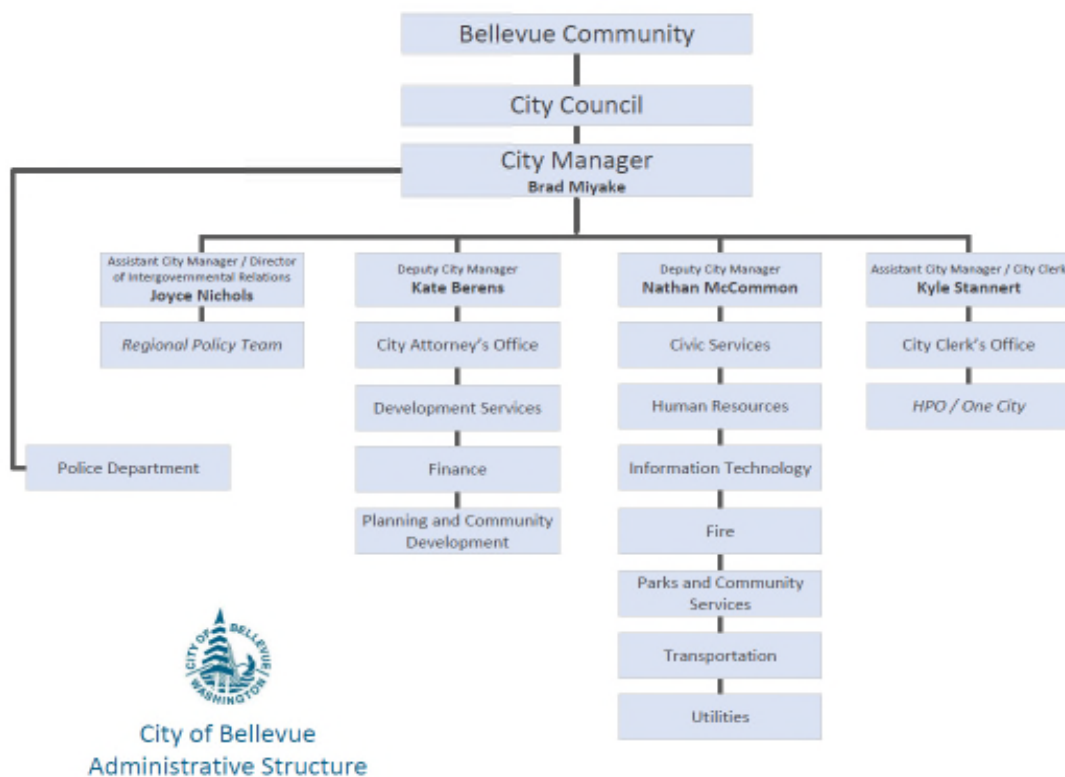 Bellevue Community
City Council
City Manager
Brad Miyake
Assistant City Manager / Director
of Intergovernmental Relations
Joyce Nichols
Regional Policy Team
Police Department
Deputy City Manager
Kate Berens
City Attorney's Office
Development Services
Finance
Planning and Community
Development
Deputy City Manager
Nathan McCommon
Civic Services
Human Resources
Information Technology
Fire
Parks and Community
Services
Transportation
Utilities
Assistant City Manager / City Clerk
Kyle Stannert
City Clerk's Office
HPO / One City
CITY OF BELLEVUE
WASHINGTON
City of Bellevue
Administrative Structure